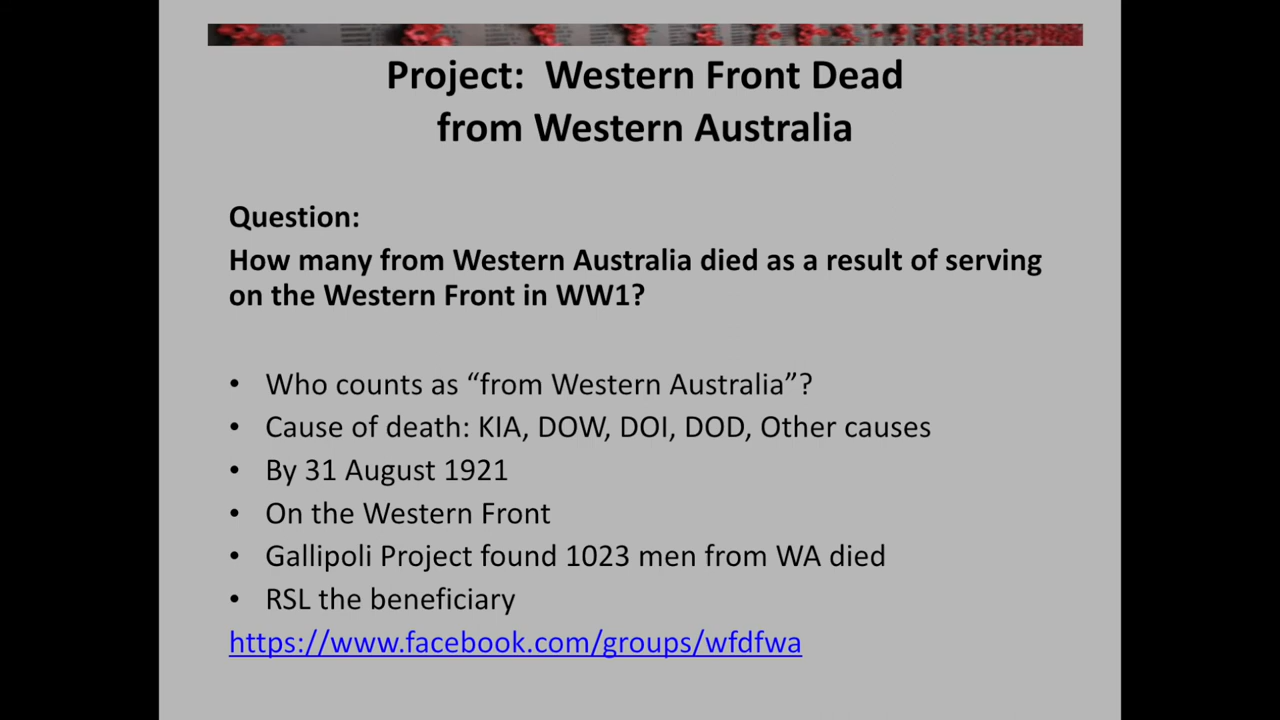 Project:  Western Front Dead
from Western Australia
Question:
How many from Western Australia died as a result of serving
on the Western Front in WW1?
• Who counts as “from Western Australia”?
• Cause of death: KIA, DOW, DOI, DOD, Other causes
• By 31 August 1921
• On the Western Front
• Gallipoli Project found 1023 men from WA died
• RSL the beneficiary
https://www.facebook.com/groups/wfdfwa